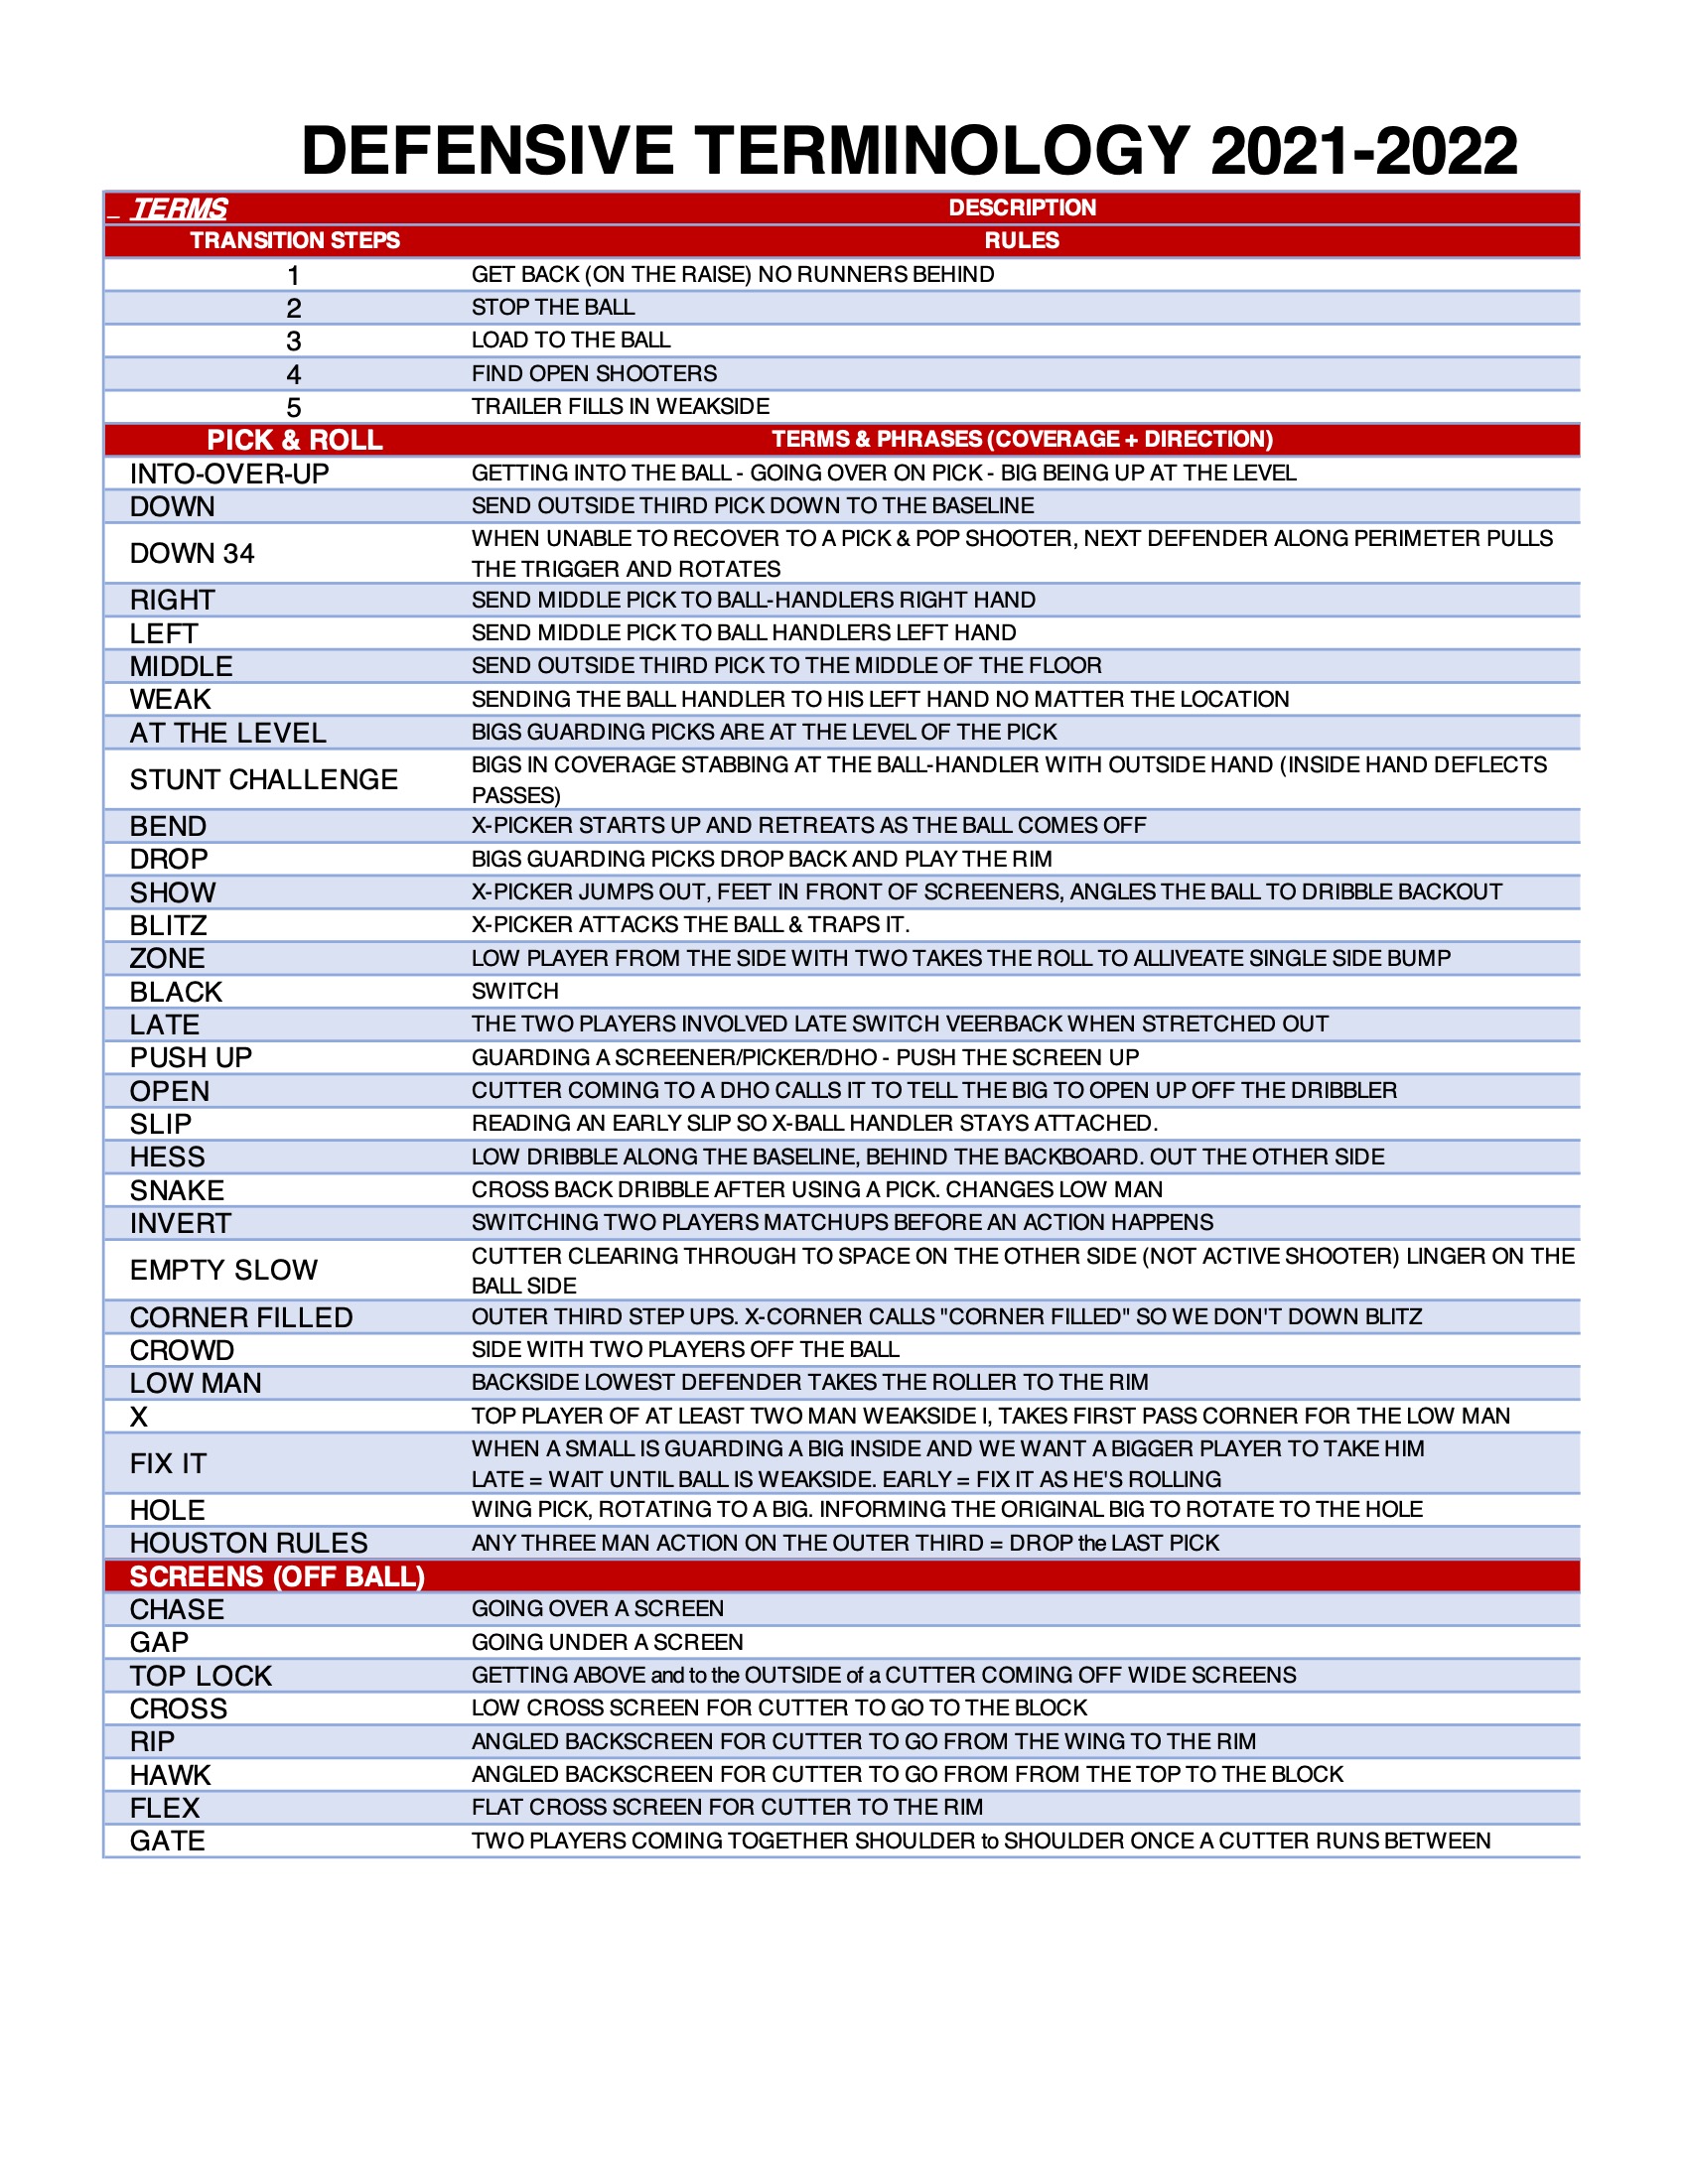 DEFENSIVE TERMINOLOGY 2021-2022
_ TERMS DESCRIPTION
TRANSITION STEPS RULES
1 GET BACK (ON THE RAISE) NO RUNNERS BEHIND
2 STOP THE BALL
3 LOAD TO THE BALL
4 FIND OPEN SHOOTERS
5 TRAILER FILLS IN WEAKSIDE
PICK & ROLL TERMS & PHRASES (COVERAGE + DIRECTION)
INTO-OVER-UP GETTING INTO THE BALL - GOING OVER ON PICK - BIG BEING UP AT THE LEVEL
DOWN SEND OUTSIDE THIRD PICK DOWN TO THE BASELINE
DOWN 34 WHEN UNABLE TO RECOVER TO A PICK & POP SHOOTER, NEXT DEFENDER ALONG PERIMETER PULLS
THE TRIGGER AND ROTATES
RIGHT SEND MIDDLE PICK TO BALL-HANDLERS RIGHT HAND
LEFT SEND MIDDLE PICK TO BALL HANDLERS LEFT HAND
MIDDLE SEND OUTSIDE THIRD PICK TO THE MIDDLE OF THE FLOOR
WEAK SENDING THE BALL HANDLER TO HIS LEFT HAND NO MATTER THE LOCATION
AT THE LEVEL BIGS GUARDING PICKS ARE AT THE LEVEL OF THE PICK
STUNT CHALLENGE BIGS IN COVERAGE STABBING AT THE BALL-HANDLER WITH OUTSIDE HAND (INSIDE HAND DEFLECTS
PASSES)
BEND X-PICKER STARTS UP AND RETREATS AS THE BALL COMES OFF
DROP BIGS GUARDING PICKS DROP BACK AND PLAY THE RIM
SHOW X-PICKER JUMPS OUT, FEET IN FRONT OF SCREENERS, ANGLES THE BALL TO DRIBBLE BACKOUT
BLITZ X-PICKER ATTACKS THE BALL & TRAPS IT.
ZONE LOW PLAYER FROM THE SIDE WITH TWO TAKES THE ROLL TO ALLIVEATE SINGLE SIDE BUMP
BLACK SWITCH
LATE THE TWO PLAYERS INVOLVED LATE SWITCH VEERBACK WHEN STRETCHED OUT
PUSH UP GUARDING A SCREENER/PICKER/DHO - PUSH THE SCREEN UP
OPEN CUTTER COMING TO A DHO CALLS IT TO TELL THE BIG TO OPEN UP OFF THE DRIBBLER
SLIP READING AN EARLY SLIP SO X-BALL HANDLER STAYS ATTACHED.
HESS LOW DRIBBLE ALONG THE BASELINE, BEHIND THE BACKBOARD. OUT THE OTHER SIDE
SNAKE CROSS BACK DRIBBLE AFTER USING A PICK. CHANGES LOW MAN
INVERT SWITCHING TWO PLAYERS MATCHUPS BEFORE AN ACTION HAPPENS
EMPTY SLOW CUTTER CLEARING THROUGH TO SPACE ON THE OTHER SIDE (NOT ACTIVE SHOOTER) LINGER ON THE
BALL SIDE
CORNER FILLED OUTER THIRD STEP UPS. X-CORNER CALLS "CORNER FILLED" SO WE DON'T DOWN BLITZ
CROWD SIDE WITH TWO PLAYERS OFF THE BALL
LOW MAN BACKSIDE LOWEST DEFENDER TAKES THE ROLLER TO THE RIM
X TOP PLAYER OF AT LEAST TWO MAN WEAKSIDE I, TAKES FIRST PASS CORNER FOR THE LOW MAN
FIX IT WHEN A SMALL IS GUARDING A BIG INSIDE AND WE WANT A BIGGER PLAYER TO TAKE HIM
LATE = WAIT UNTIL BALL IS WEAKSIDE. EARLY = FIX IT AS HE'S ROLLING
HOLE WING PICK, ROTATING TO A BIG. INFORMING THE ORIGINAL BIG TO ROTATE TO THE HOLE
HOUSTON RULES ANY THREE MAN ACTION ON THE OUTER THIRD = DROP the LAST PICK
SCREENS (OFF BALL)
CHASE GOING OVER A SCREEN
GAP GOING UNDER A SCREEN
TOP LOCK GETTING ABOVE and to the OUTSIDE of a CUTTER COMING OFF WIDE SCREENS
CROSS LOW CROSS SCREEN FOR CUTTER TO GO TO THE BLOCK
RIP ANGLED BACKSCREEN FOR CUTTER TO GO FROM THE WING TO THE RIM
HAWK ANGLED BACKSCREEN FOR CUTTER TO GO FROM FROM THE TOP TO THE BLOCK
FLEX FLAT CROSS SCREEN FOR CUTTER TO THE RIM
GATE TWO PLAYERS COMING TOGETHER SHOULDER to SHOULDER ONCE A CUTTER RUNS BETWEEN